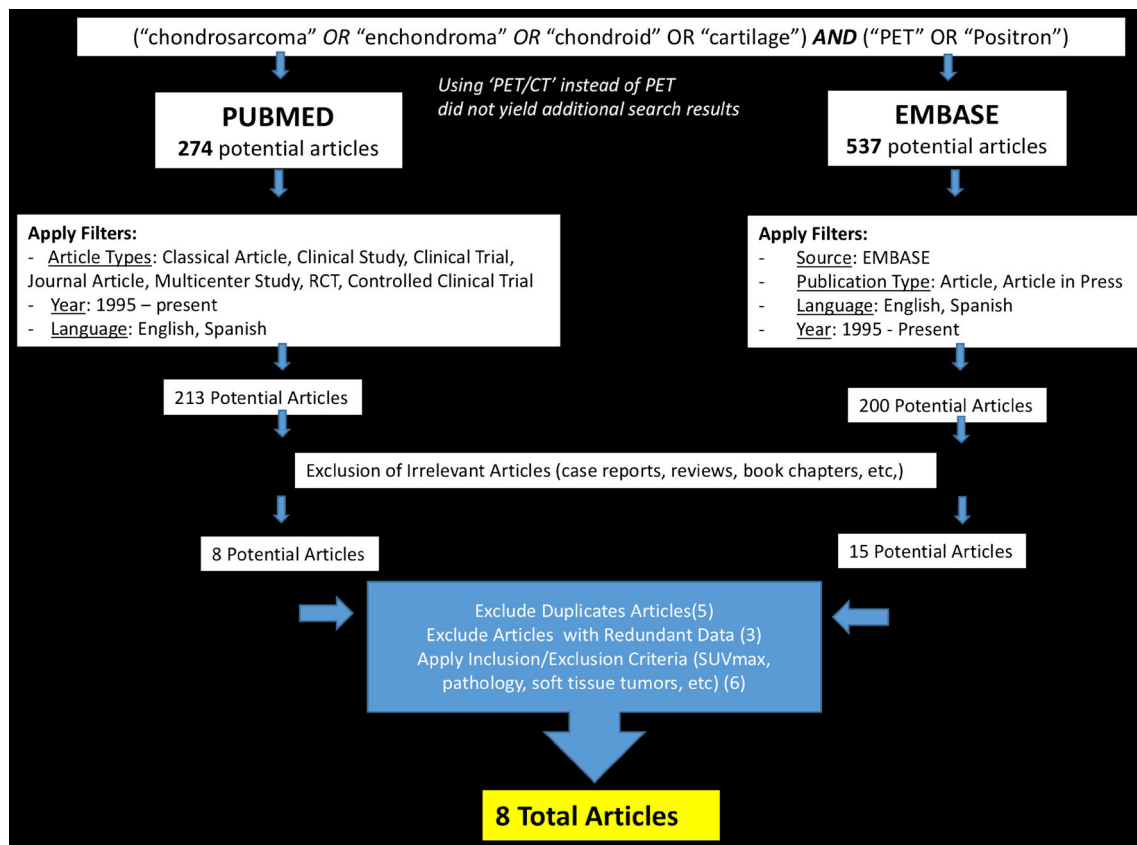 (“chondrosarcoma” OR “enchondroma” OR “chondroid” OR “cartilage”) AND (“PET” OR “Positron”)
Using ‘PET/CT’ instead of PET
did not yield additional search results
PUBMED
274 potential articles
EMBASE
537 potential articles
Apply Filters:
- Article Types: Classical Article, Clinical Study, Clinical Trial,
Journal Article, Multicenter Study, RCT, Controlled Clinical Trial
- Year: 1995 – present
- Language: English, Spanish
Apply Filters:
- Source: EMBASE
- Publication Type: Article, Article in Press
- Language: English, Spanish
- Year: 1995 - Present
213 Potential Articles
200 Potential Articles
Exclusion of Irrelevant Articles (case reports, reviews, book chapters, etc,)
8 Potential Articles
15 Potential Articles
Exclude Duplicates Articles(5)
Exclude Articles with Redundant Data (3)
Apply Inclusion/Exclusion Criteria (SUVmax,
pathology, soft tissue tumors, etc) (6)
8 Total Articles